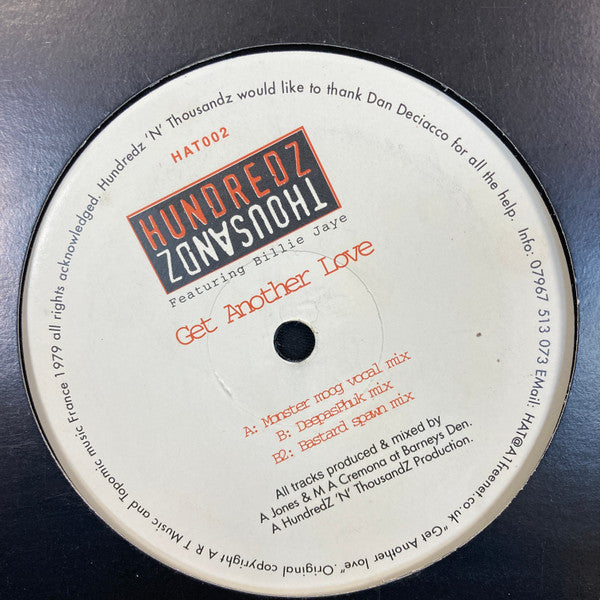 HAT002
HUNDREDZ
THOUSANDZ
Featuring Billie Jaye
Get Another Love
A: Monster moog vocal mix
B: DeepasPhuk mix
B2: Bastard spawn mix
All tracks produced & mixed by
A Jones & M A Cremona at Barneys Den.
A HundredZ 'N' ThousandZ Production.
"Get Another love". Original copyright A R T Music and Topomic music France 1979 all rights acknowledged. Hundredz 'N' Thousandz would like to thank Dan Deciacco for all the help. Info: 07967 513 073 EMail: HAT@A1freenet.co.uk